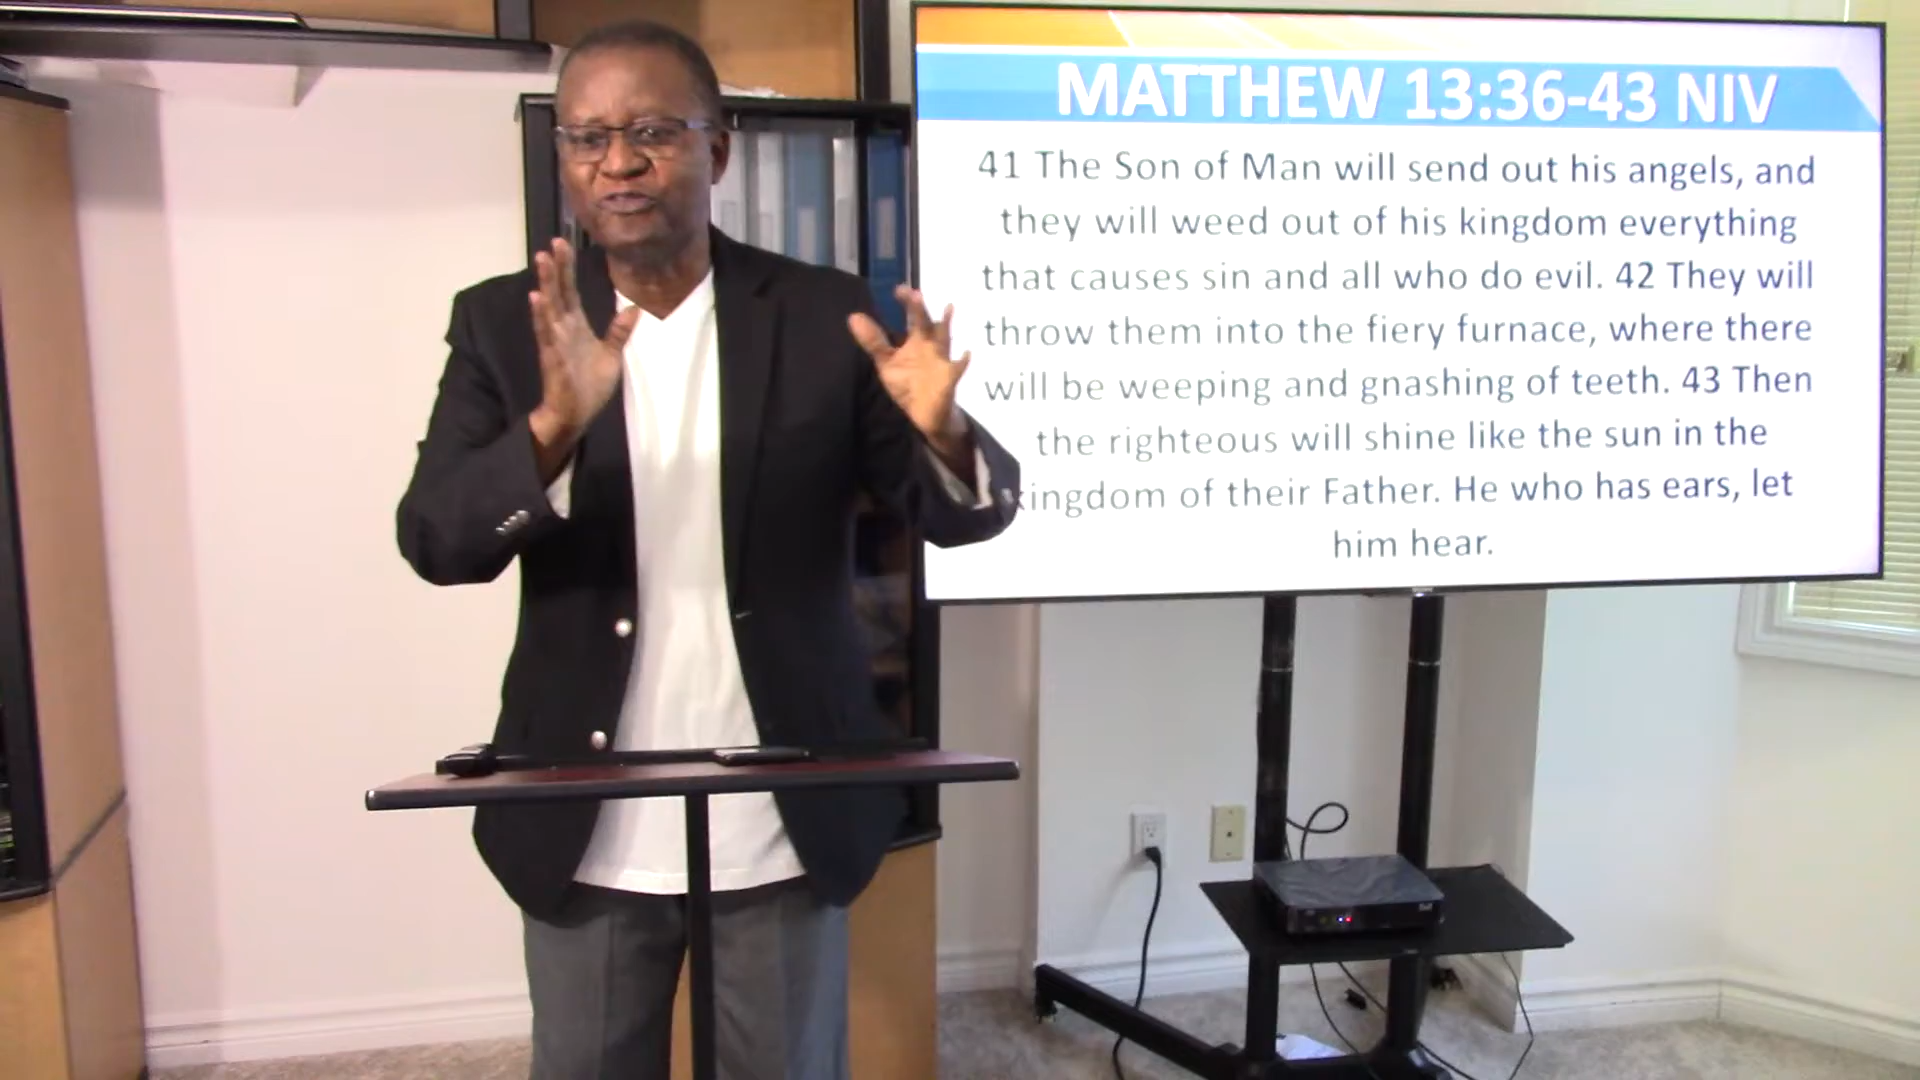 MATTHEW 13:36-43 NIV
41 The Son of Man will send out his angels, and
they will weed out of his kingdom everything
that causes sin and all who do evil. 42 They will
throw them into the fiery furnace, where there
will be weeping and gnashing of teeth. 43 Then
the righteous will shine like the sun in the
kingdom of their Father. He who has ears, let
him hear.